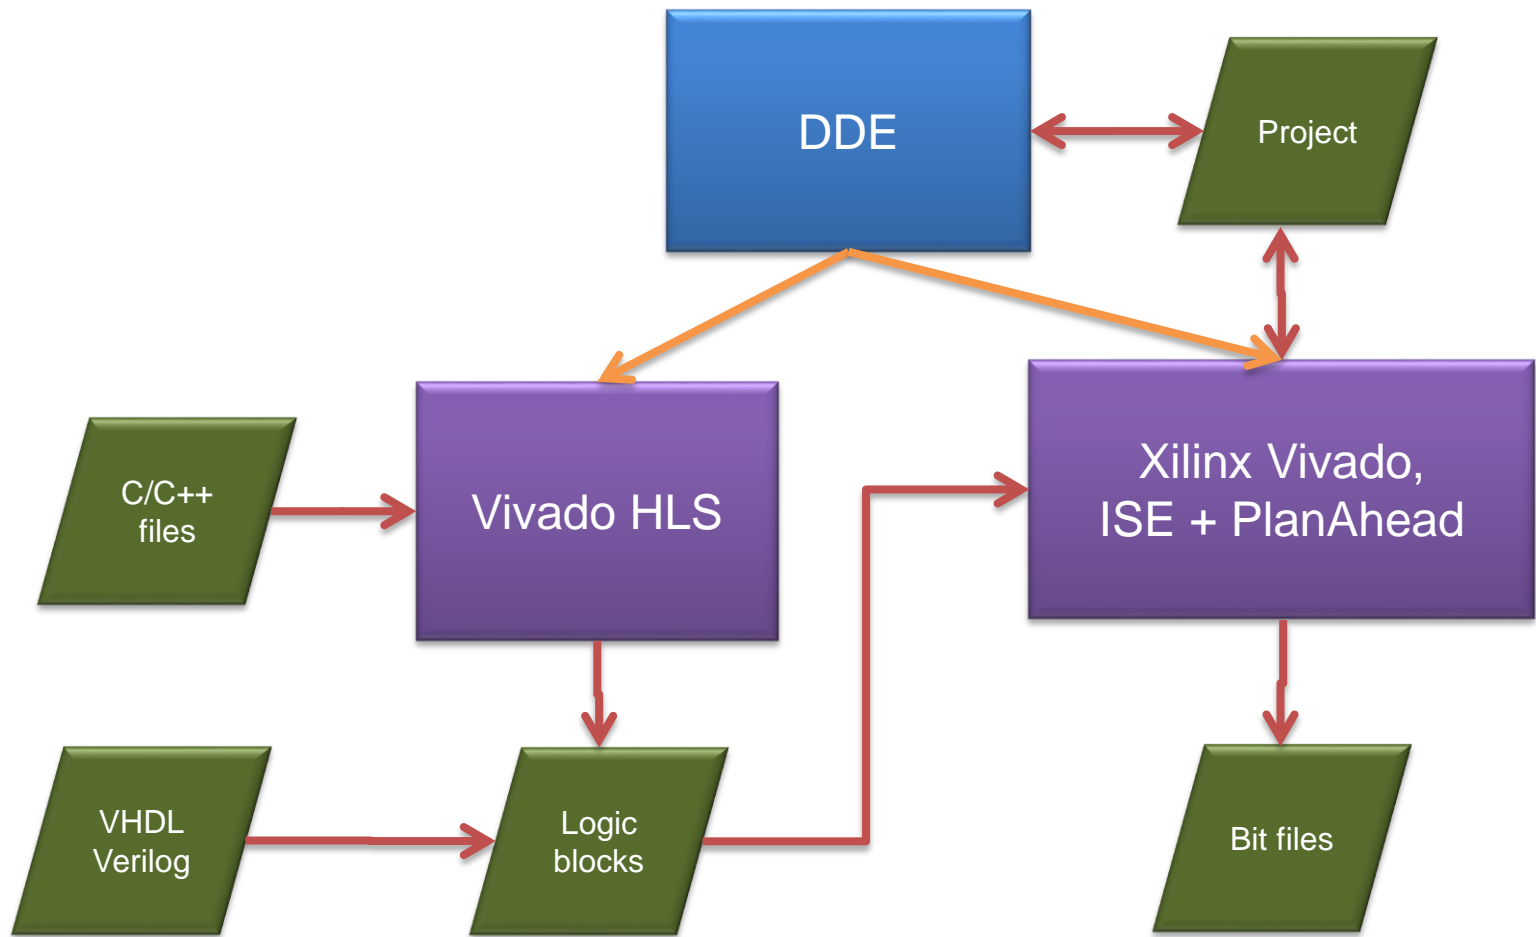 DDE
Project
C/C++
files
Vivado HLS
Xilinx Vivado,
ISE + PlanAhead
VHDL
Verilog
Logic
blocks
Bit files